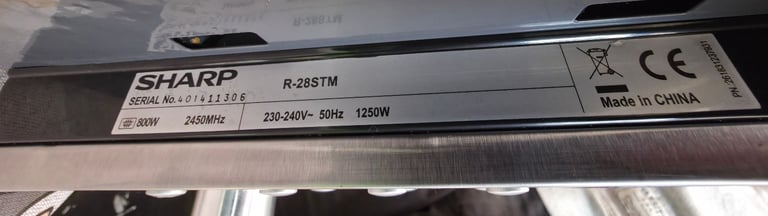 SHARP
SERIAL No. 401411306
R-28STM
800W 2450MHz
230-240V~ 50Hz 1250W
CE
Made in CHINA